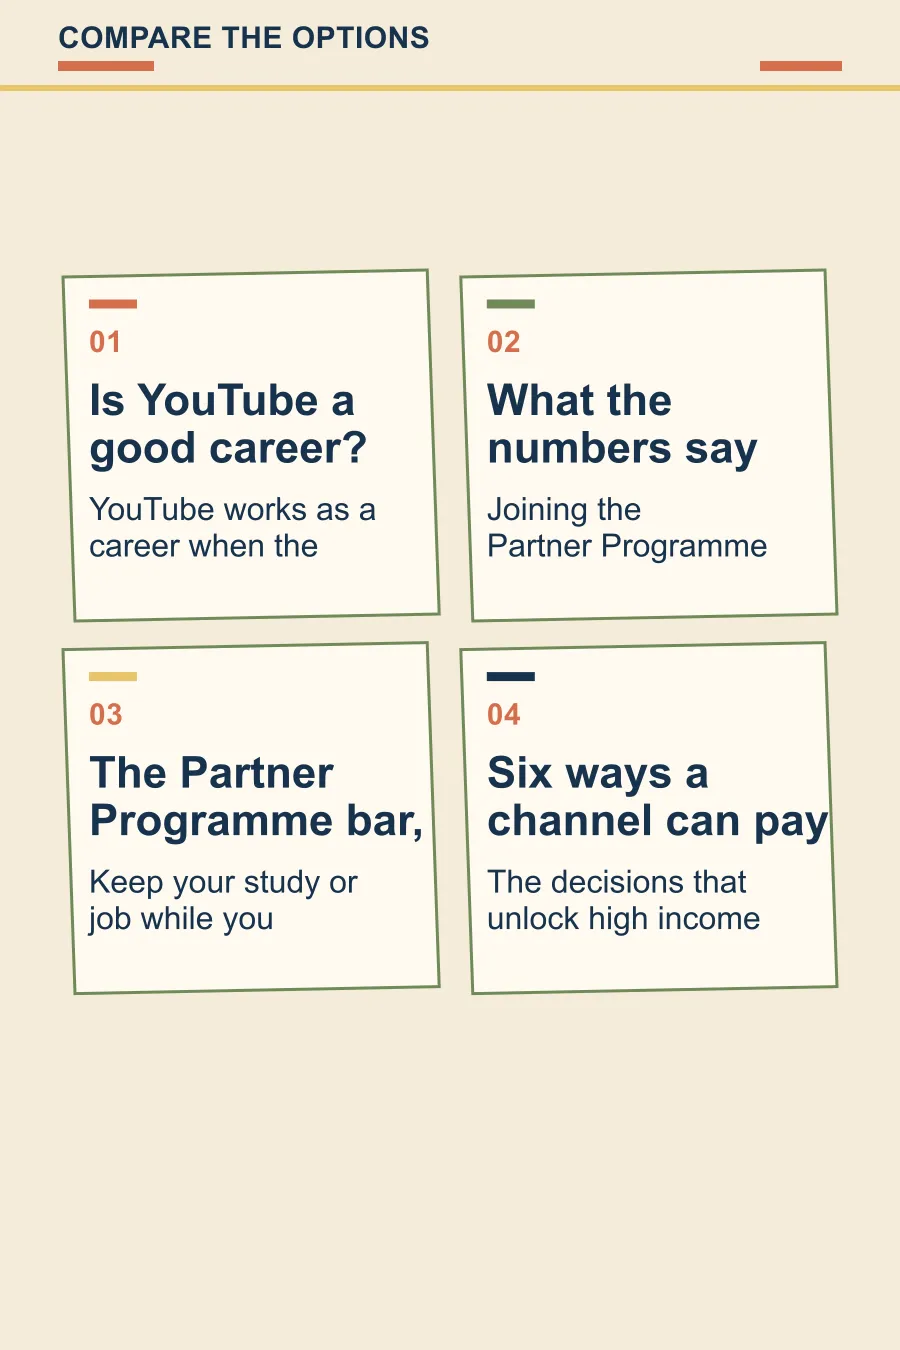 COMPARE THE OPTIONS
01
Is YouTube a
good career?
YouTube works as a
career when the
02
What the
numbers say
Joining the
Partner Programme
03
The Partner
Programme bar,
Keep your study or
job while you
04
Six ways a
channel can pay
The decisions that
unlock high income